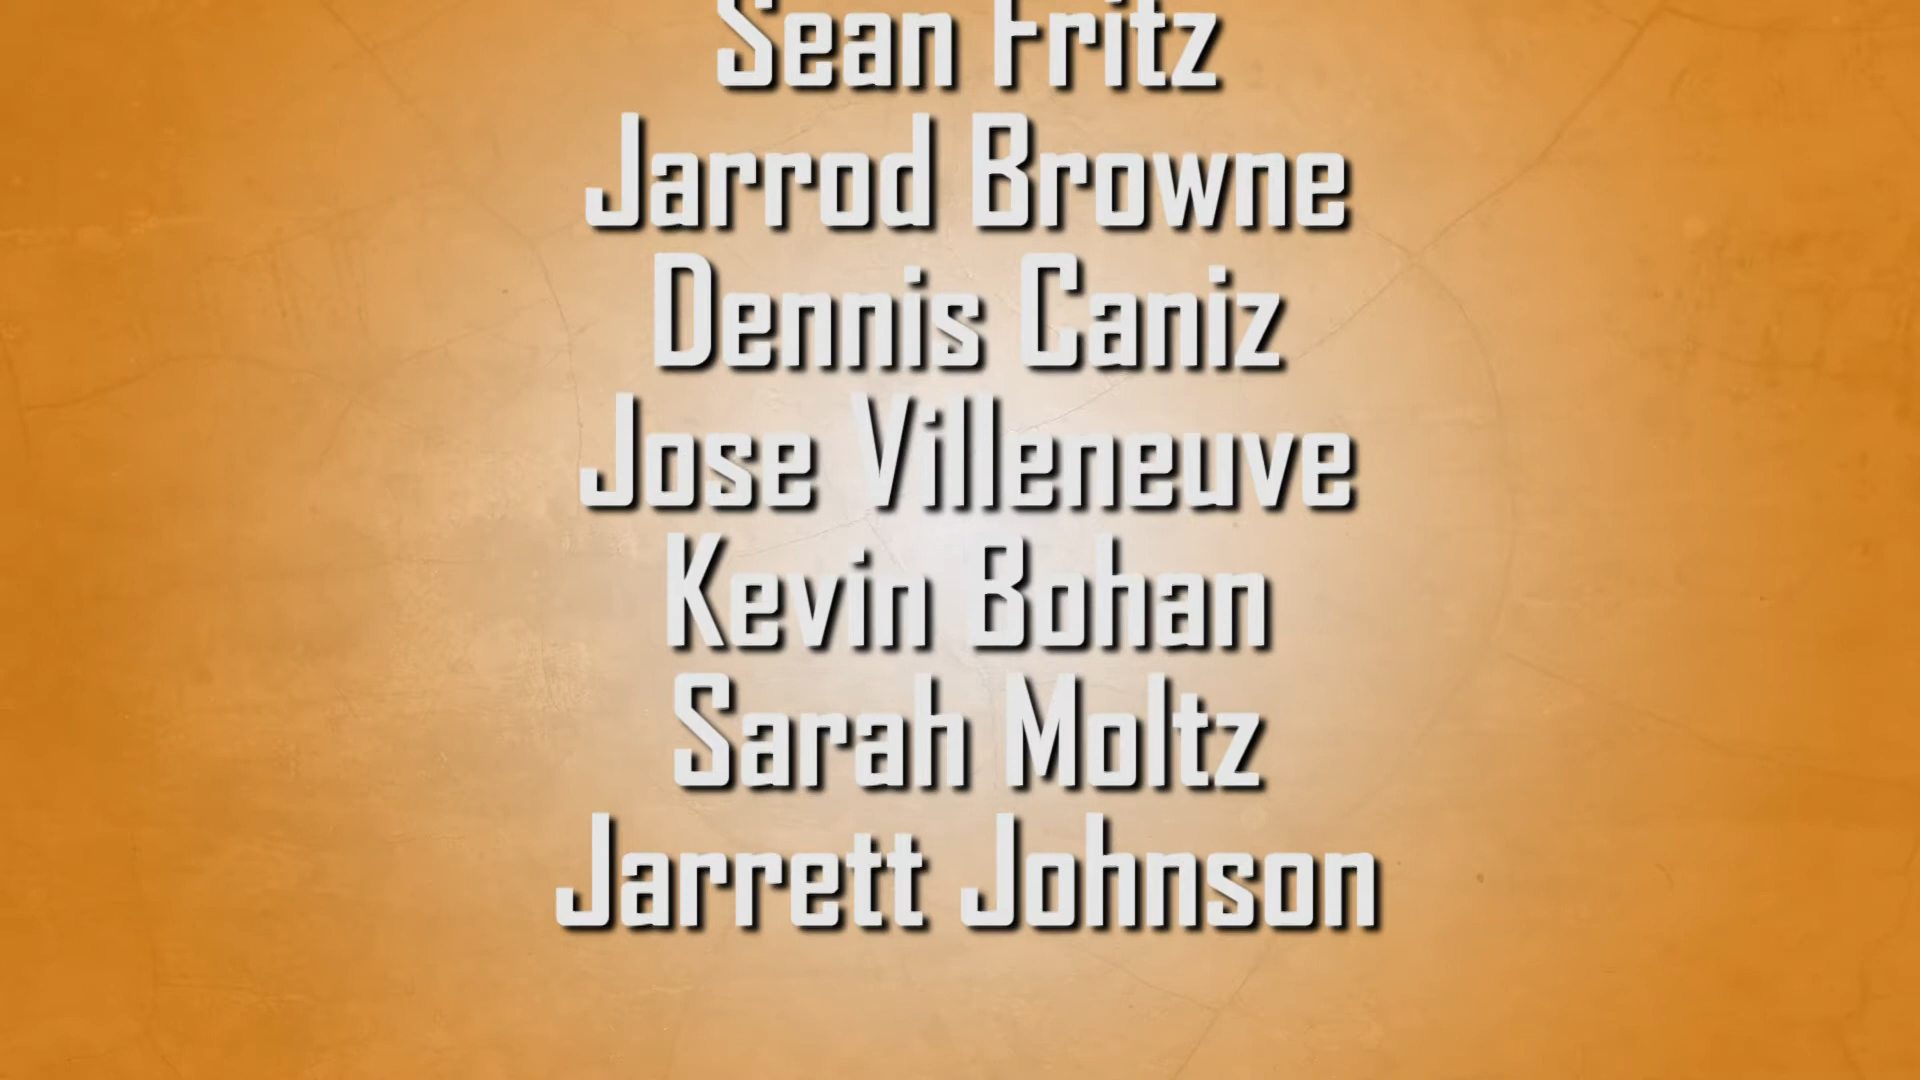 Sean Fritz
Jarrod Browne
Dennis Caniz
Jose Villeneuve
Kevin Bohan
Sarah Moltz
Jarrett Johnson